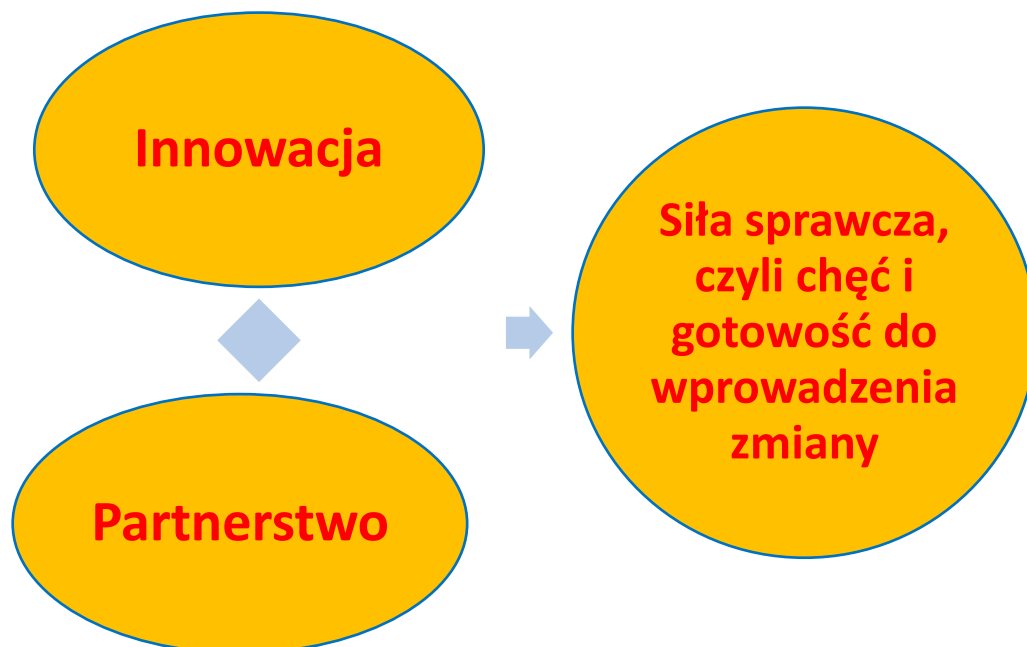 Innowacja
Siła sprawcza,
czyli chęć i
gotowość do
wprowadzenia
zmiany
Partnerstwo